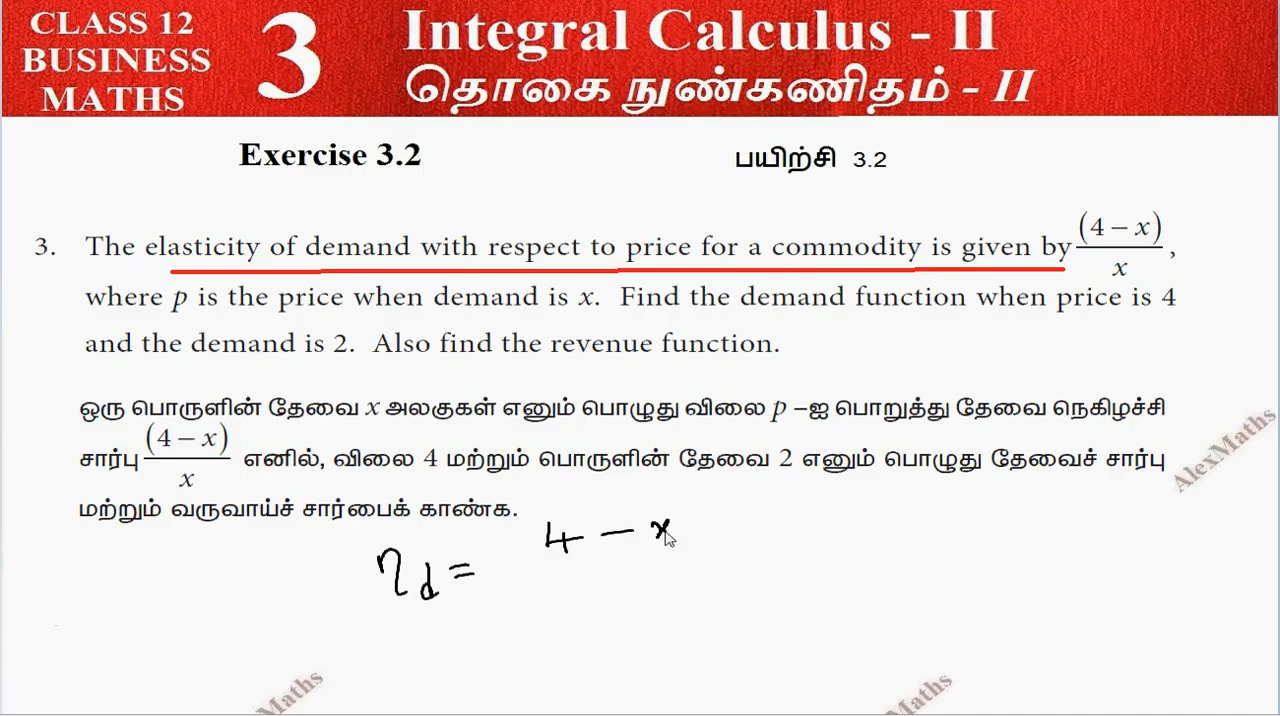 CLASS 12
BUSINESS
MATHS
3
Integral Calculus - II
தொகை நுண்கணிதம் - II
Exercise 3.2
பயிற்சி 3.2
3. The elasticity of demand with respect to price for a commodity is given by (4 − x)/x ,
where p is the price when demand is x. Find the demand function when price is 4
and the demand is 2. Also find the revenue function.
ஒரு பொருளின் தேவை x அலகுகள் எனும் பொழுது விலை p –ஐ பொறுத்து தேவை நெகிழச்சி
சார்பு (4 − x)/x எனில், விலை 4 மற்றும் பொருளின் தேவை 2 எனும் பொழுது தேவைச் சார்பு
மற்றும் வருவாய்ச் சார்பைக் காண்க.
η d = 4 − x
AlexMaths
Maths
Maths